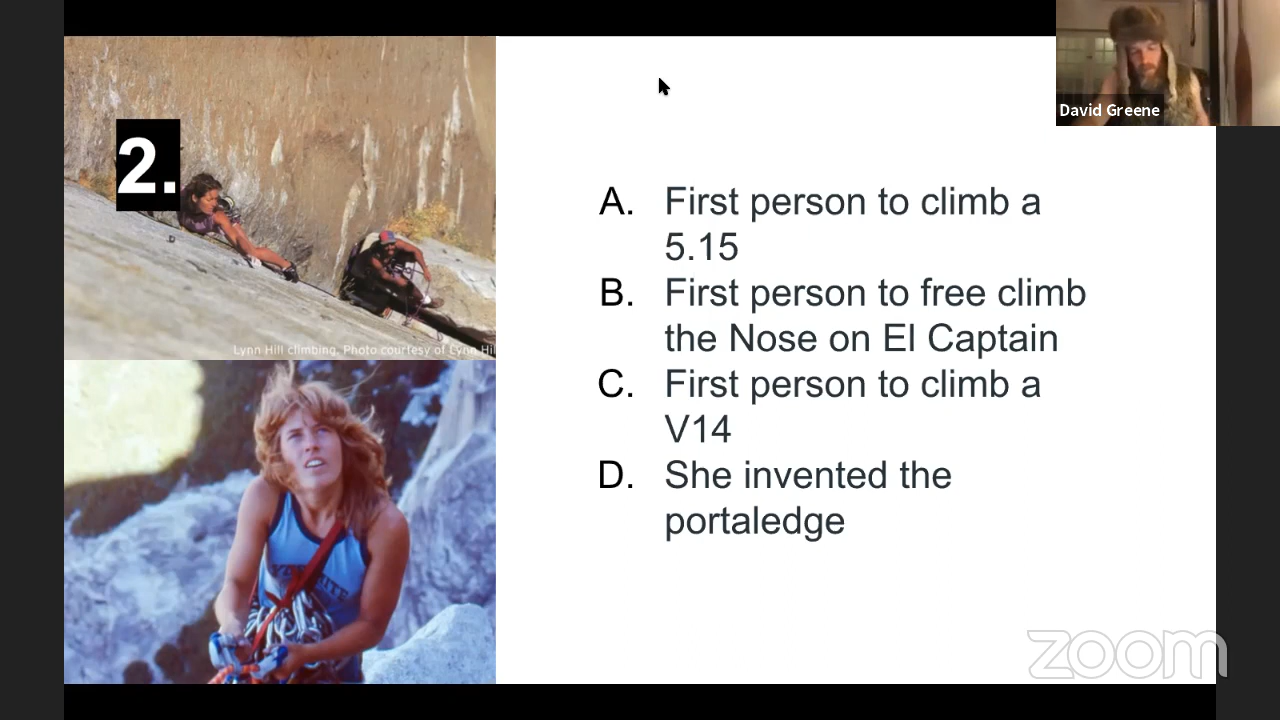 David Greene
2.
A. First person to climb a
5.15
B. First person to free climb
the Nose on El Captain
C. First person to climb a
V14
D. She invented the
portaledge
Lynn Hill climbing. Photo courtesy of Lynn Hil
zoom